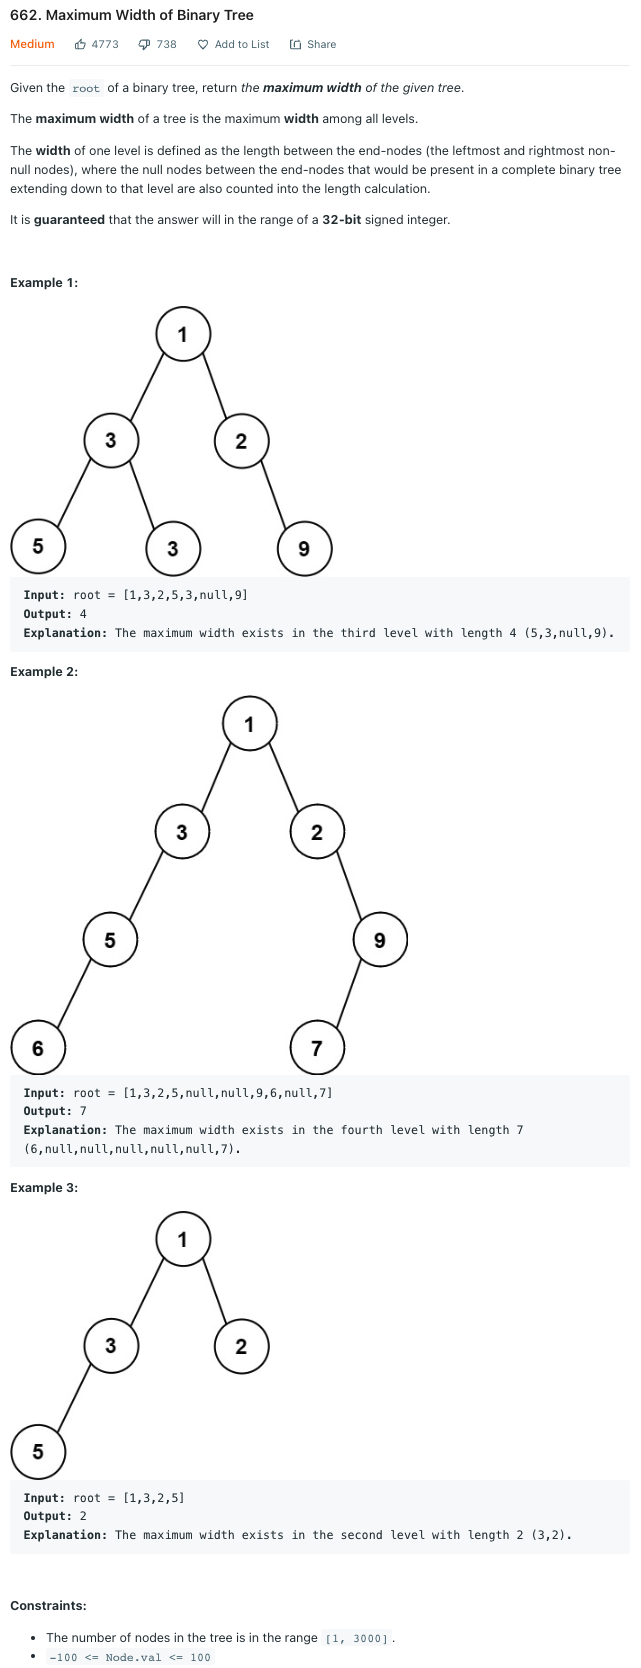 662. Maximum Width of Binary Tree
Medium 4773 738 Add to List Share
Given the root of a binary tree, return the maximum width of the given tree.
The maximum width of a tree is the maximum width among all levels.
The width of one level is defined as the length between the end-nodes (the leftmost and rightmost non-
null nodes), where the null nodes between the end-nodes that would be present in a complete binary tree
extending down to that level are also counted into the length calculation.
It is guaranteed that the answer will in the range of a 32-bit signed integer.
Example 1:
1
3 2
5 3 9
Input: root = [1,3,2,5,3,null,9]
Output: 4
Explanation: The maximum width exists in the third level with length 4 (5,3,null,9).
Example 2:
1
3 2
5 9
6 7
Input: root = [1,3,2,5,null,null,9,6,null,7]
Output: 7
Explanation: The maximum width exists in the fourth level with length 7
(6,null,null,null,null,null,7).
Example 3:
1
3 2
5
Input: root = [1,3,2,5]
Output: 2
Explanation: The maximum width exists in the second level with length 2 (3,2).
Constraints:
• The number of nodes in the tree is in the range [1, 3000] .
• -100 <= Node.val <= 100